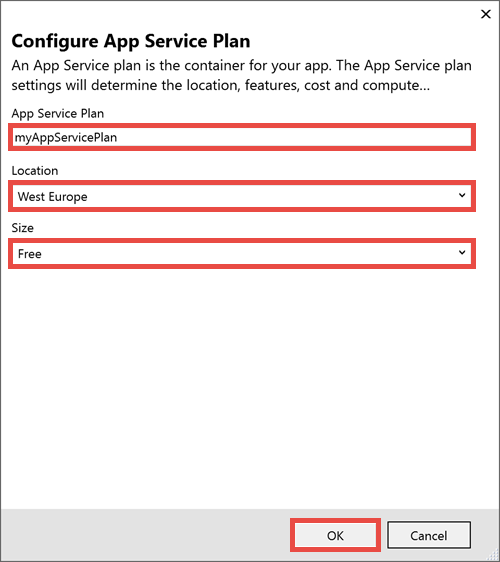 Configure App Service Plan
An App Service plan is the container for your app. The App Service plan
settings will determine the location, features, cost and compute...
App Service Plan
myAppServicePlan
Location
West Europe
Size
Free
OK
Cancel